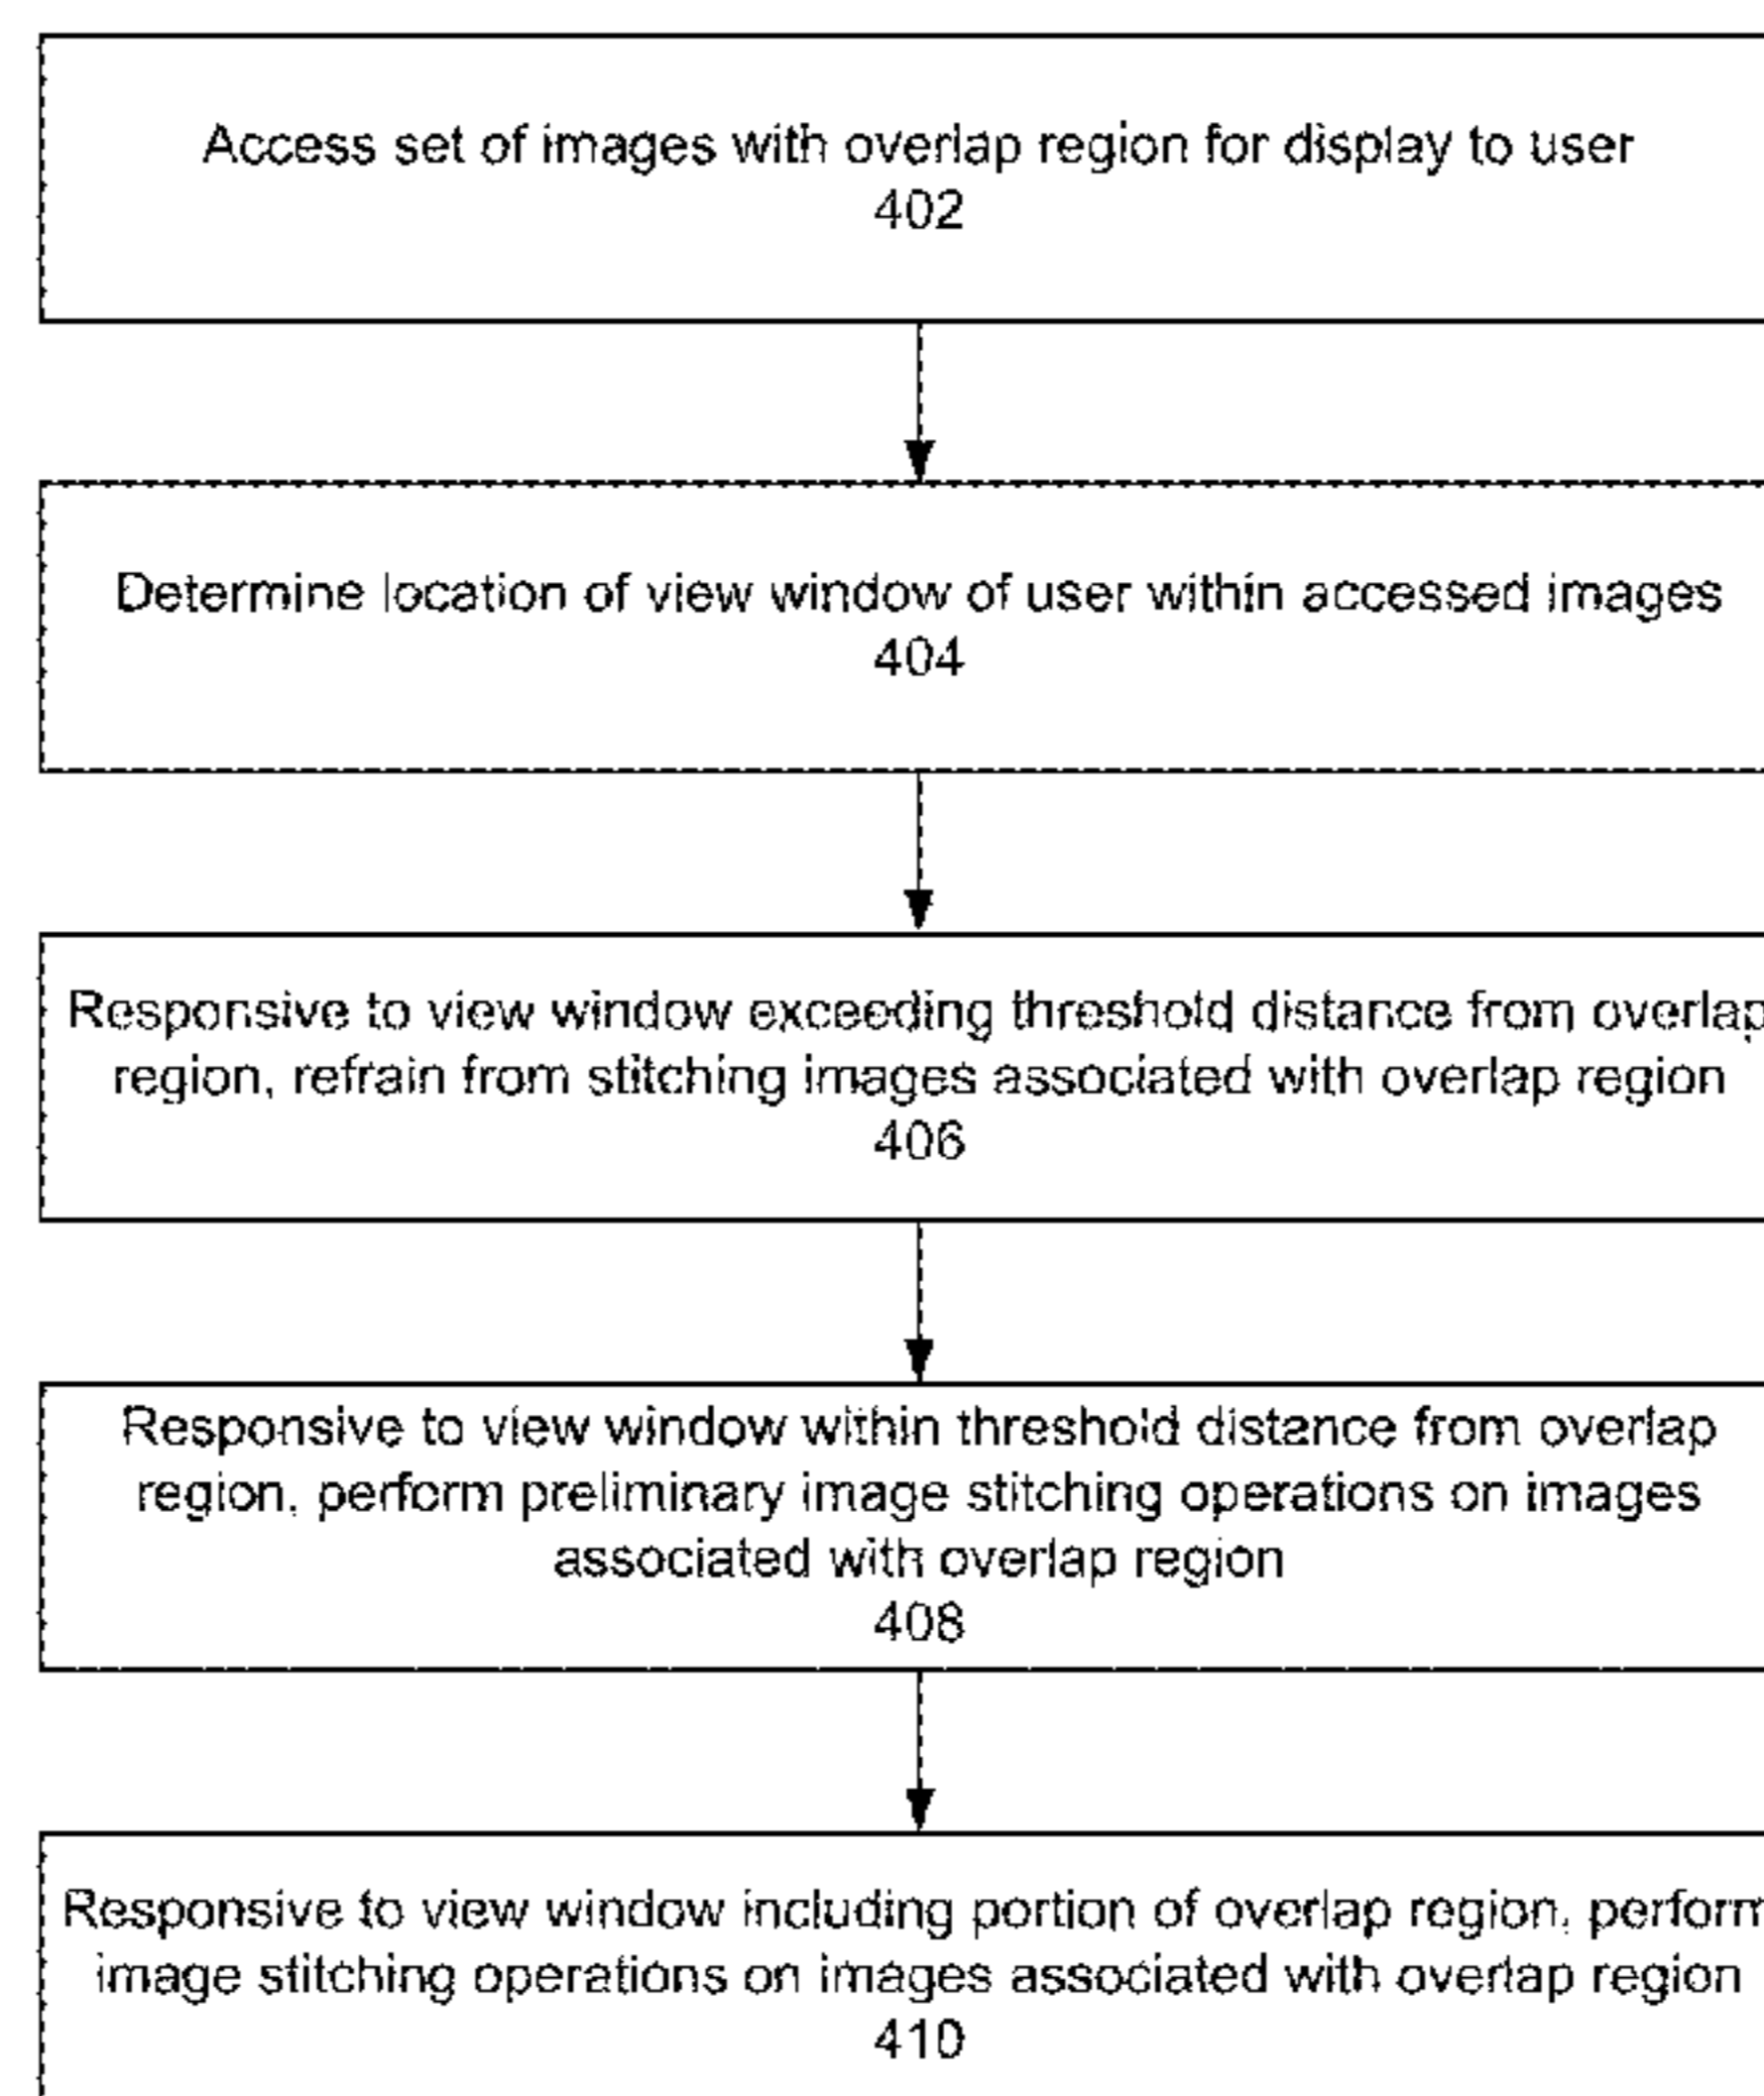 Access set of images with overlap region for display to user
402
Determine location of view window of user within accessed images
404
Responsive to view window exceeding threshold distance from overlap
region, refrain from stitching images associated with overlap region
406
Responsive to view window within threshold distance from overlap
region, perform preliminary image stitching operations on images
associated with overlap region
408
Responsive to view window including portion of overlap region, perform
image stitching operations on images associated with overlap region
410